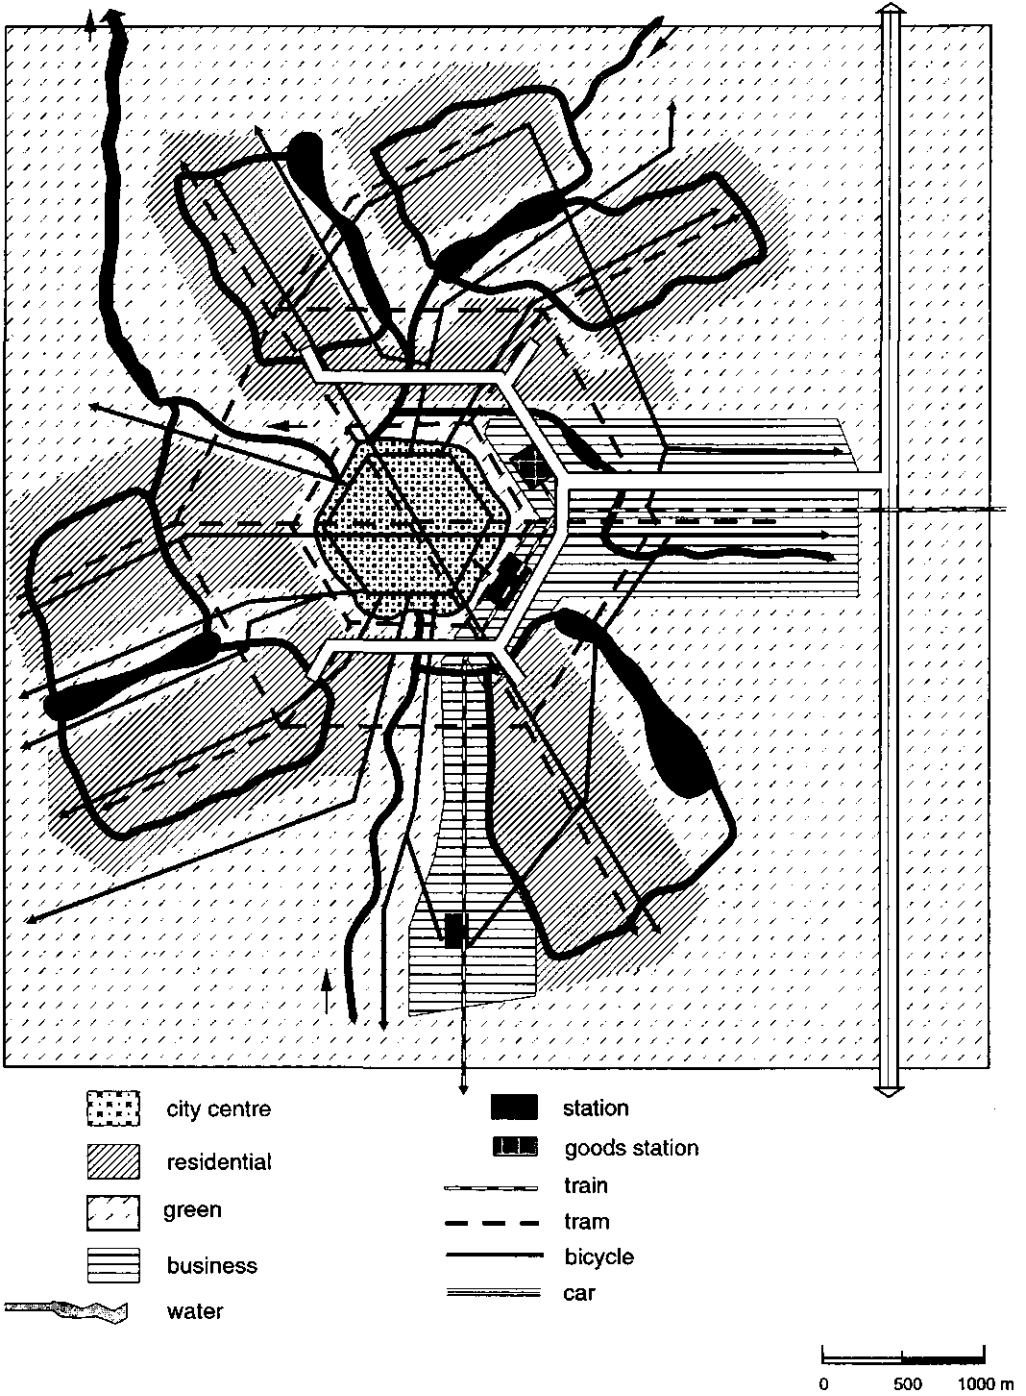 city centre
residential
green
business
water
station
goods station
train
tram
bicycle
car
0 500 1000 m